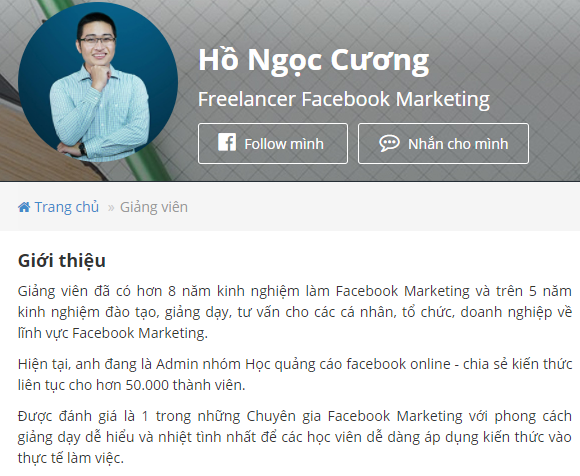 Hồ Ngọc Cương
Freelancer Facebook Marketing
Follow mình
Nhắn cho mình
Trang chủ » Giảng viên
Giới thiệu
Giảng viên đã có hơn 8 năm kinh nghiệm làm Facebook Marketing và trên 5 năm
kinh nghiệm đào tạo, giảng dạy, tư vấn cho các cá nhân, tổ chức, doanh nghiệp về
lĩnh vực Facebook Marketing.
Hiện tại, anh đang là Admin nhóm Học quảng cáo facebook online - chia sẻ kiến thức
liên tục cho hơn 50.000 thành viên.
Được đánh giá là 1 trong những Chuyên gia Facebook Marketing với phong cách
giảng dạy dễ hiểu và nhiệt tình nhất để các học viên dễ dàng áp dụng kiến thức vào
thực tế làm việc.